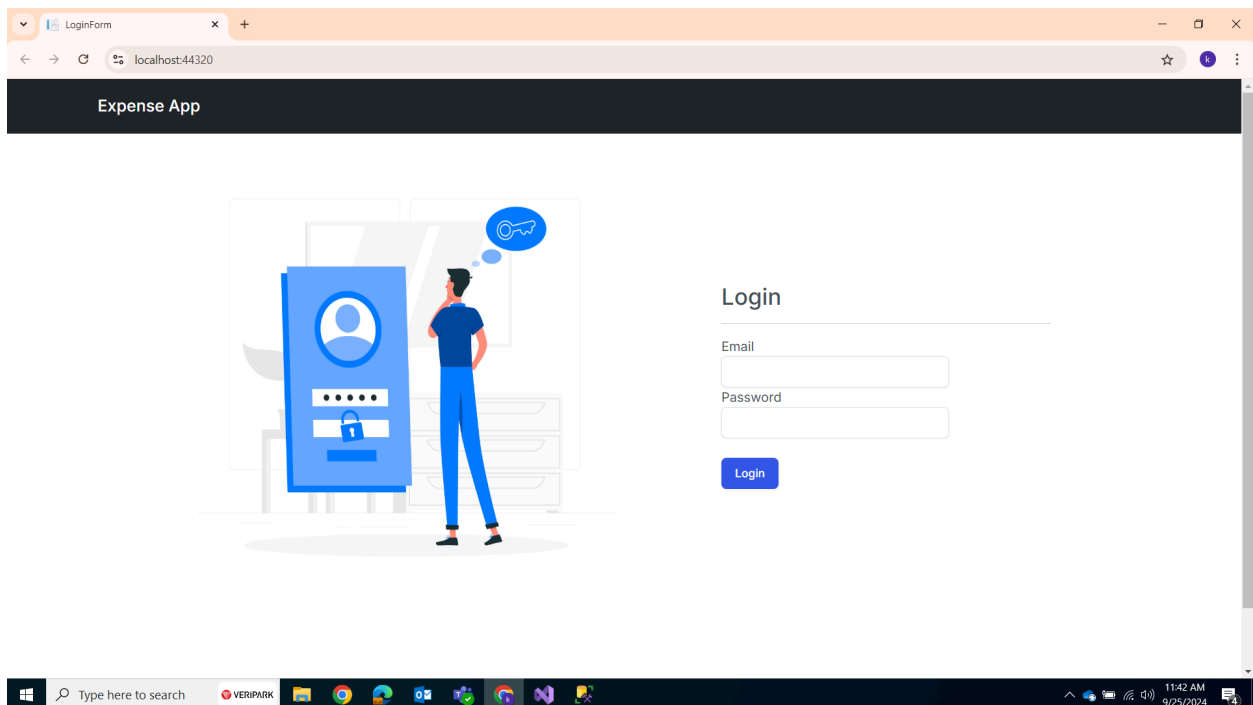 LoginForm
localhost:44320
k
Expense App
Login
Email
Password
Login
Type here to search
VERIPARK
11:42 AM
9/25/2024
4